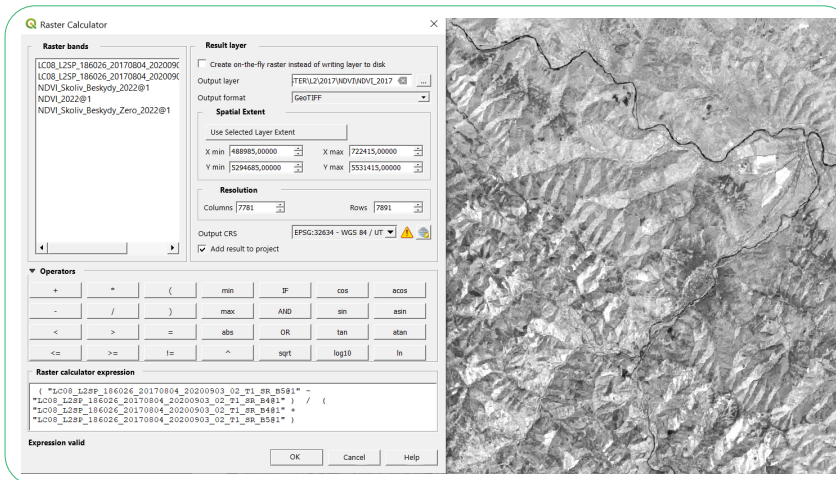 Raster Calculator
Raster bands
LC08_L2SP_186026_20170804_202009
LC08_L2SP_186026_20170804_202009
NDVI_Skoliv_Beskydy_2022@1
NDVI_2022@1
NDVI_Skoliv_Beskydy_Zero_2022@1
Result layer
Create on-the-fly raster instead of writing layer to disk
Output layer
TER\L2\2017\NDVI\NDVI_2017
...
Output format
GeoTIFF
Spatial Extent
Use Selected Layer Extent
X min 488985,00000 X max 722415,00000
Y min 5294685,00000 Y max 5531415,00000
Resolution
Columns 7781 Rows 7891
Output CRS
EPSG:32634 - WGS 84 / UT
Add result to project
Operators
+ * ( min IF cos acos
- / ) max AND sin asin
< > = abs OR tan atan
<= >= != ^ sqrt log10 ln
Raster calculator expression
( "LC08_L2SP_186026_20170804_20200903_02_T1_SR_B5@1" -
"LC08_L2SP_186026_20170804_20200903_02_T1_SR_B4@1" ) / (
"LC08_L2SP_186026_20170804_20200903_02_T1_SR_B4@1" +
"LC08_L2SP_186026_20170804_20200903_02_T1_SR_B5@1" )
Expression valid
OK Cancel Help